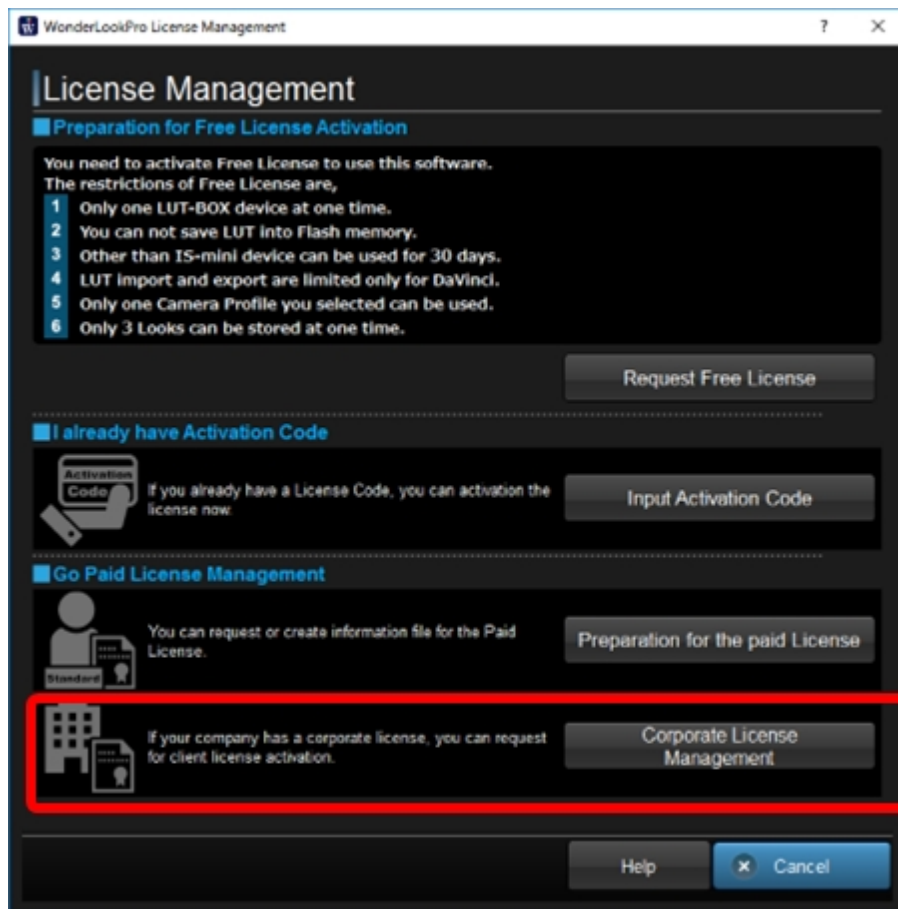 WonderLookPro License Management
License Management
Preparation for Free License Activation
You need to activate Free License to use this software.
The restrictions of Free License are,
1 Only one LUT-BOX device at one time.
2 You can not save LUT into Flash memory.
3 Other than IS-mini device can be used for 30 days.
4 LUT import and export are limited only for DaVinci.
5 Only one Camera Profile you selected can be used.
6 Only 3 Looks can be stored at one time.
Request Free License
I already have Activation Code
Activation
Code
If you already have a License Code, you can activation the
license now.
Input Activation Code
Go Paid License Management
Standard
You can request or create information file for the Paid
License.
Preparation for the paid License
If your company has a corporate license, you can request
for client license activation.
Corporate License
Management
Help
Cancel